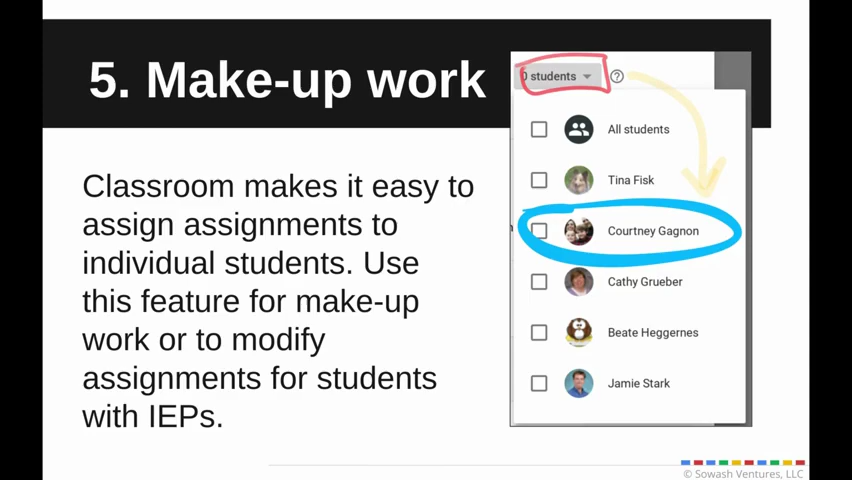 5. Make-up work
Classroom makes it easy to
assign assignments to
individual students. Use
this feature for make-up
work or to modify
assignments for students
with IEPs.
0 students
All students
Tina Fisk
Courtney Gagnon
Cathy Grueber
Beate Heggernes
Jamie Stark
© Sowash Ventures, LLC